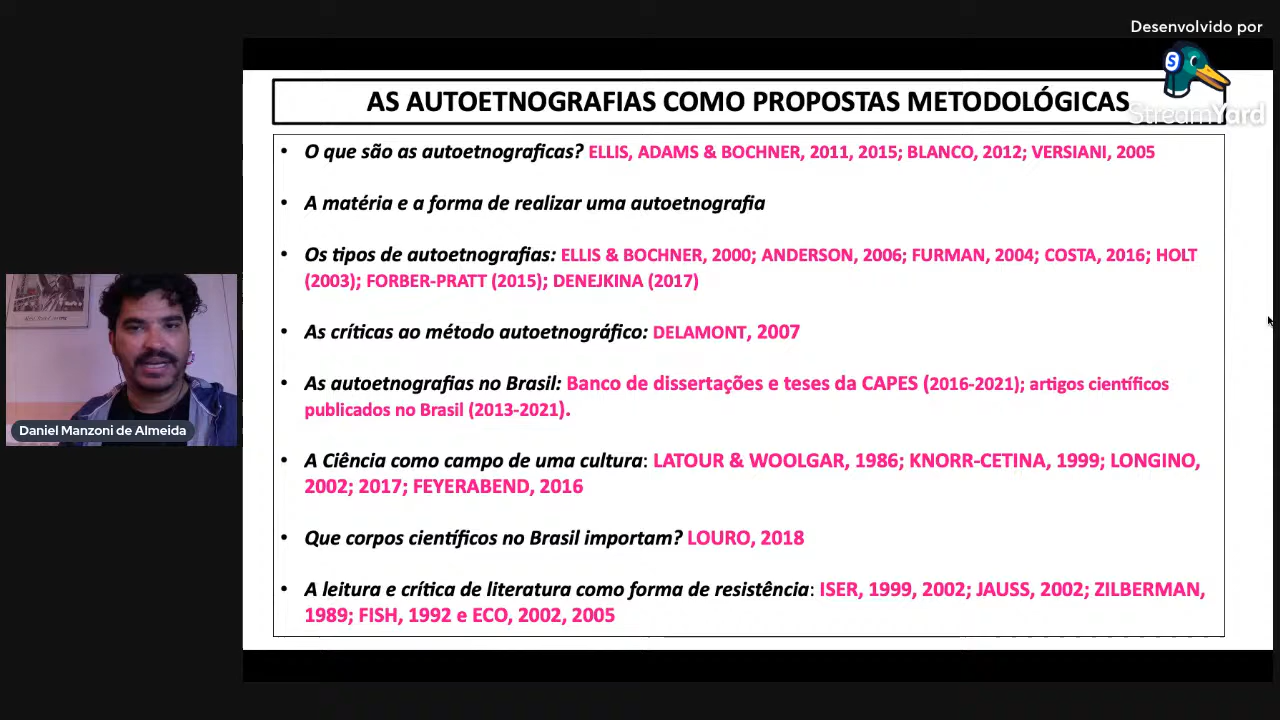 Desenvolvido por
StreamYard
AS AUTOETNOGRAFIAS COMO PROPOSTAS METODOLÓGICAS
• O que são as autoetnograficas? ELLIS, ADAMS & BOCHNER, 2011, 2015; BLANCO, 2012; VERSIANI, 2005
• A matéria e a forma de realizar uma autoetnografia
• Os tipos de autoetnografias: ELLIS & BOCHNER, 2000; ANDERSON, 2006; FURMAN, 2004; COSTA, 2016; HOLT
(2003); FORBER-PRATT (2015); DENEJKINA (2017)
• As críticas ao método autoetnográfico: DELAMONT, 2007
• As autoetnografias no Brasil: Banco de dissertações e teses da CAPES (2016-2021); artigos científicos
publicados no Brasil (2013-2021).
• A Ciência como campo de uma cultura: LATOUR & WOOLGAR, 1986; KNORR-CETINA, 1999; LONGINO,
2002; 2017; FEYERABEND, 2016
• Que corpos científicos no Brasil importam? LOURO, 2018
• A leitura e crítica de literatura como forma de resistência: ISER, 1999, 2002; JAUSS, 2002; ZILBERMAN,
1989; FISH, 1992 e ECO, 2002, 2005
Daniel Manzoni de Almeida